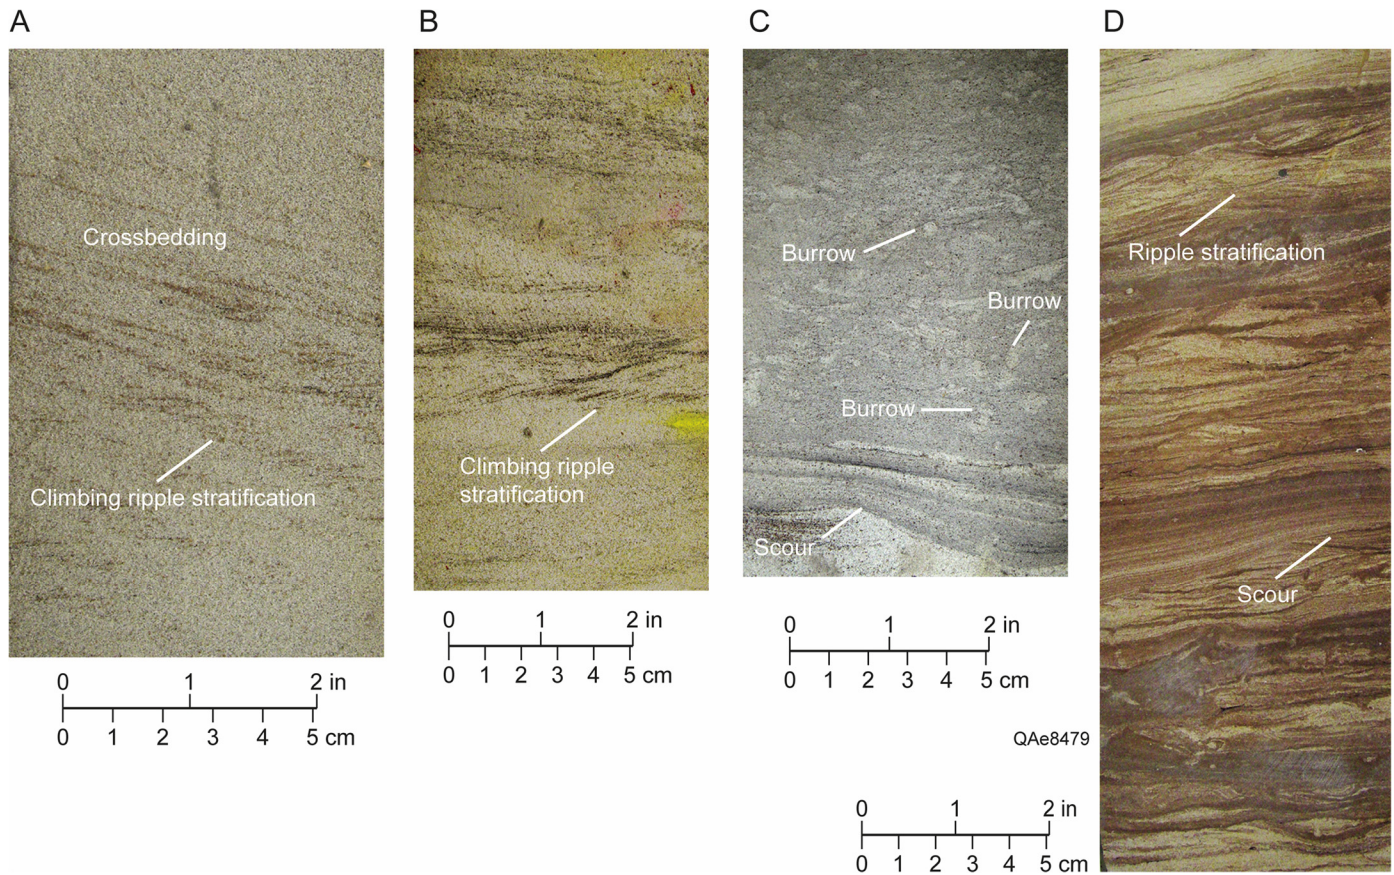 A
B
C
D
Crossbedding
Climbing ripple stratification
0 1 2 in
0 1 2 3 4 5 cm
Climbing ripple
stratification
0 1 2 in
0 1 2 3 4 5 cm
Burrow
Burrow
Burrow
Scour
0 1 2 in
0 1 2 3 4 5 cm
QAe8479
Ripple stratification
Scour
0 1 2 in
0 1 2 3 4 5 cm